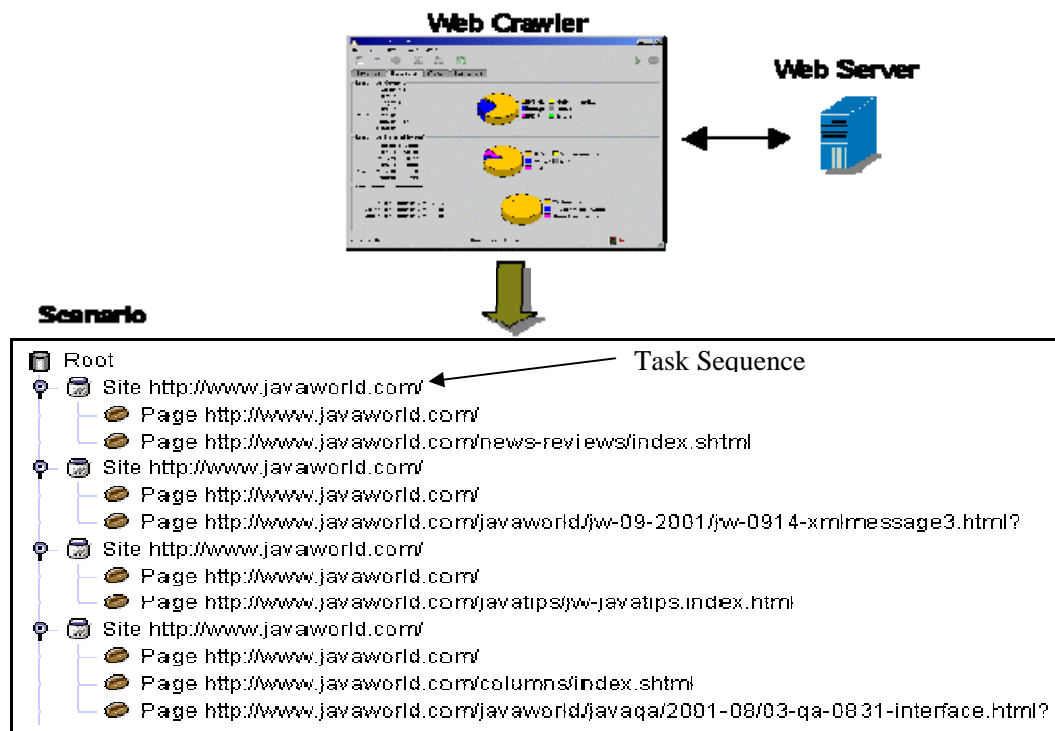 Web Crawler
Web Server
Scenario
Root
Task Sequence
Site http://www.javaworld.com/
Page http://www.javaworld.com/
Page http://www.javaworld.com/news-reviews/index.shtml
Site http://www.javaworld.com/
Page http://www.javaworld.com/
Page http://www.javaworld.com/javaworld/jw-09-2001/jw-0914-xmlmessage3.html?
Site http://www.javaworld.com/
Page http://www.javaworld.com/
Page http://www.javaworld.com/javatips/jw-javatips.index.html
Site http://www.javaworld.com/
Page http://www.javaworld.com/
Page http://www.javaworld.com/columns/index.shtml
Page http://www.javaworld.com/javaworld/javaqa/2001-08/03-qa-0831-interface.html?